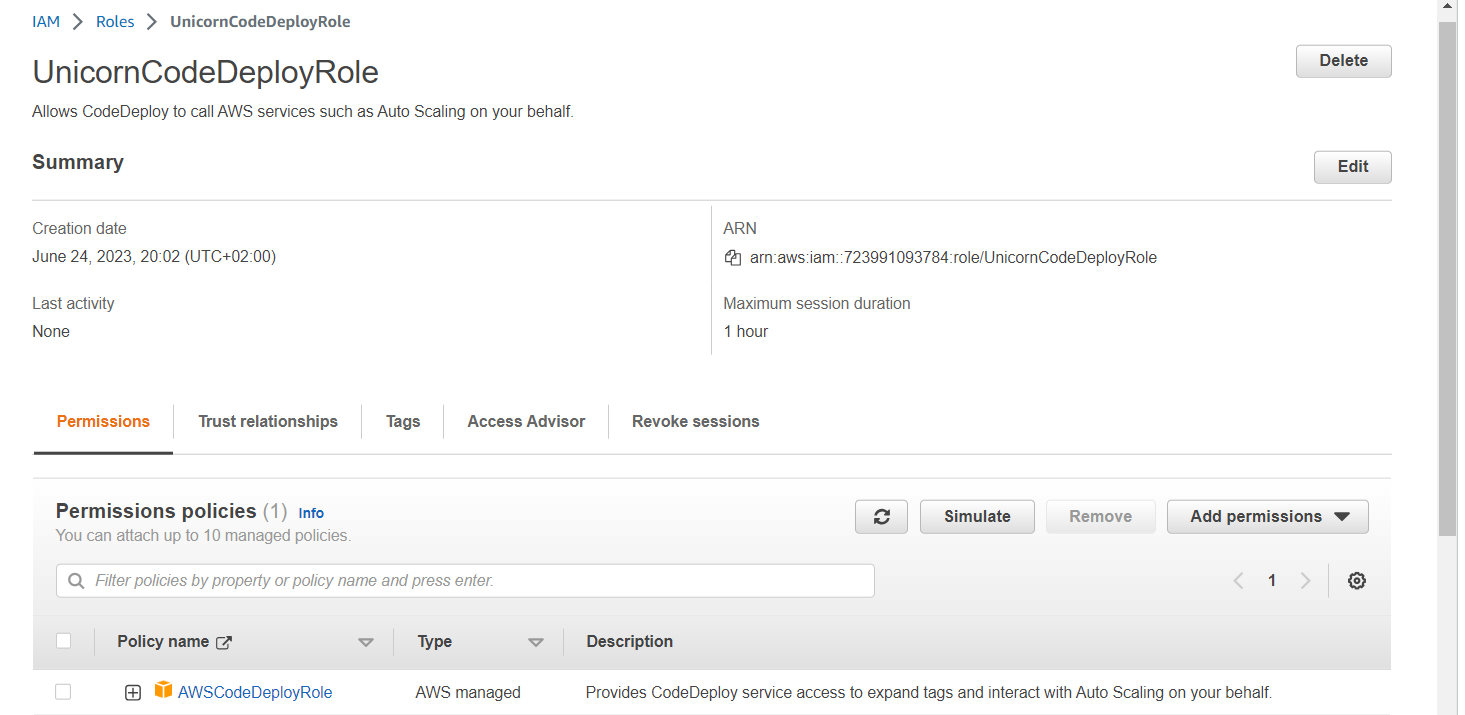 IAM > Roles > UnicornCodeDeployRole
UnicornCodeDeployRole
Delete
Allows CodeDeploy to call AWS services such as Auto Scaling on your behalf.
Summary
Edit
Creation date
June 24, 2023, 20:02 (UTC+02:00)
ARN
arn:aws:iam::723991093784:role/UnicornCodeDeployRole
Last activity
None
Maximum session duration
1 hour
Permissions Trust relationships Tags Access Advisor Revoke sessions
Permissions policies (1) Info
You can attach up to 10 managed policies.
Simulate Remove Add permissions
Filter policies by property or policy name and press enter.
1
Policy name Type Description
AWSCodeDeployRole AWS managed Provides CodeDeploy service access to expand tags and interact with Auto Scaling on your behalf.